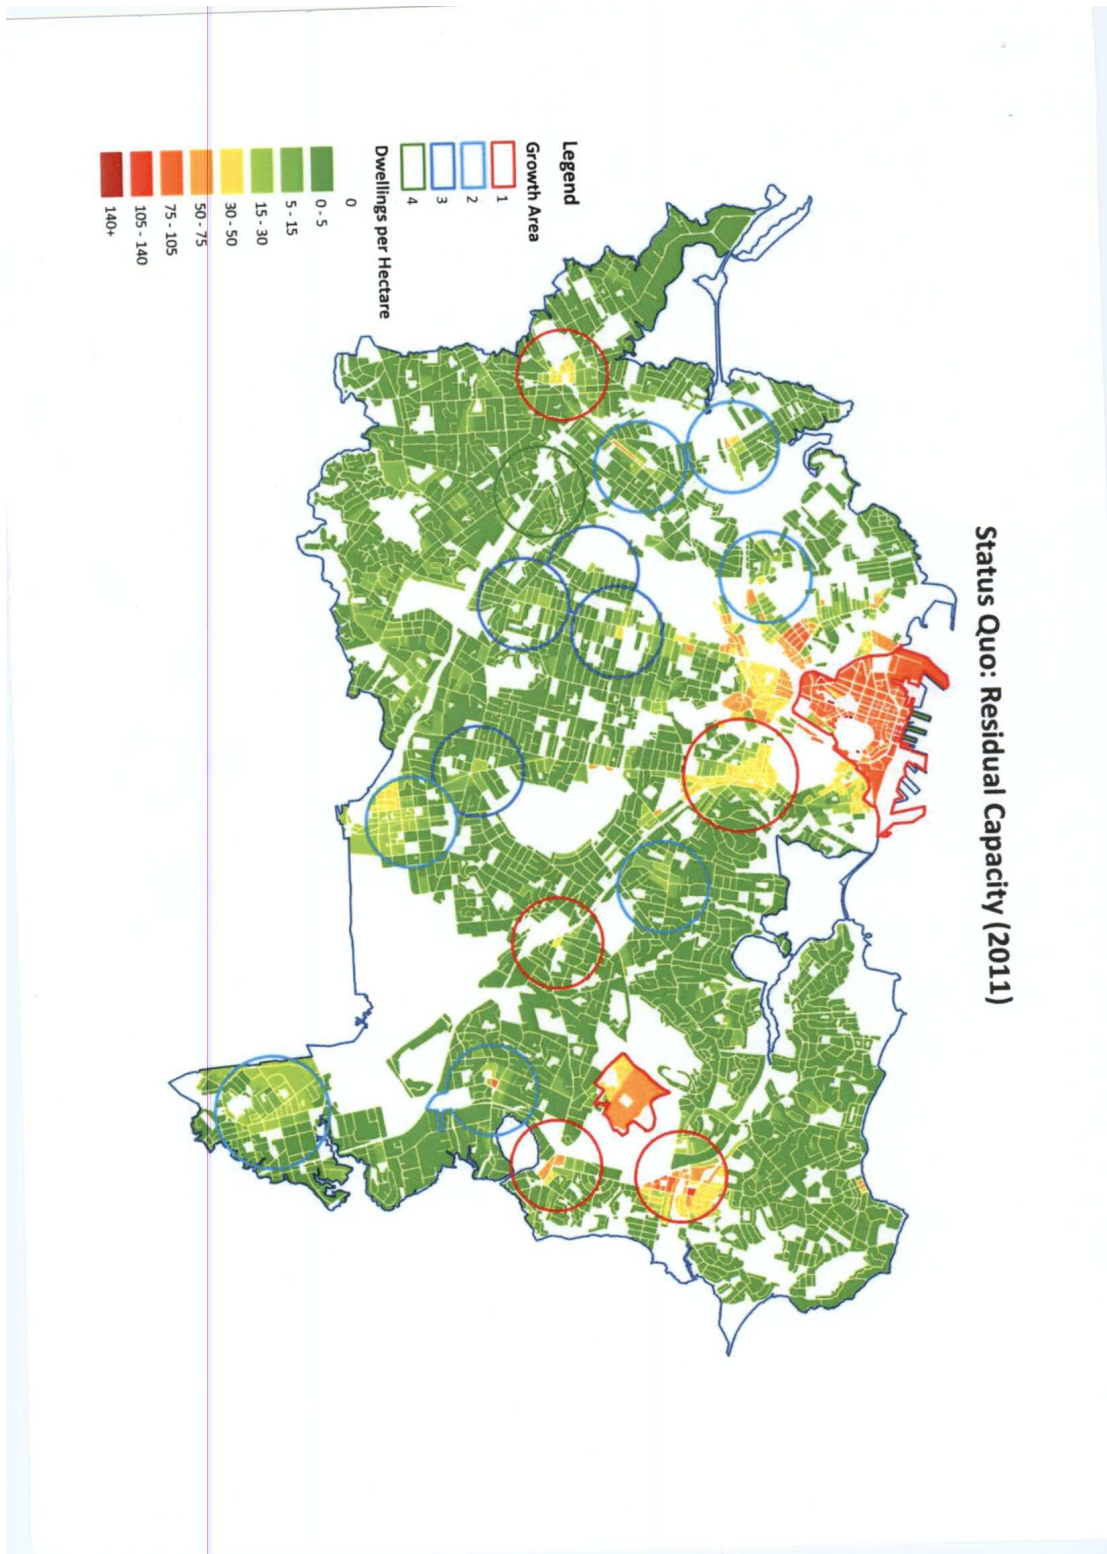 Status Quo: Residual Capacity (2011)
Legend
Growth Area
1
2
3
4
Dwellings per Hectare
0
0 - 5
5 - 15
15 - 30
30 - 50
50 - 75
75 - 105
105 - 140
140+